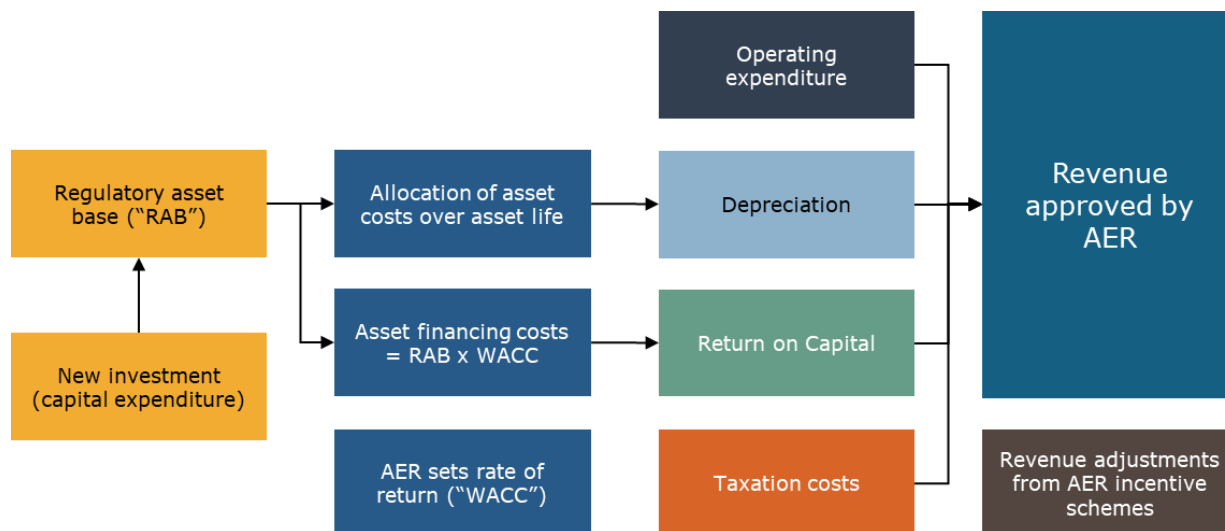 Operating
expenditure
Regulatory asset
base (“RAB”)
Allocation of asset
costs over asset life
Depreciation
Revenue
approved by
AER
New investment
(capital expenditure)
Asset financing costs
= RAB x WACC
Return on Capital
AER sets rate of
return (“WACC”)
Taxation costs
Revenue adjustments
from AER incentive
schemes